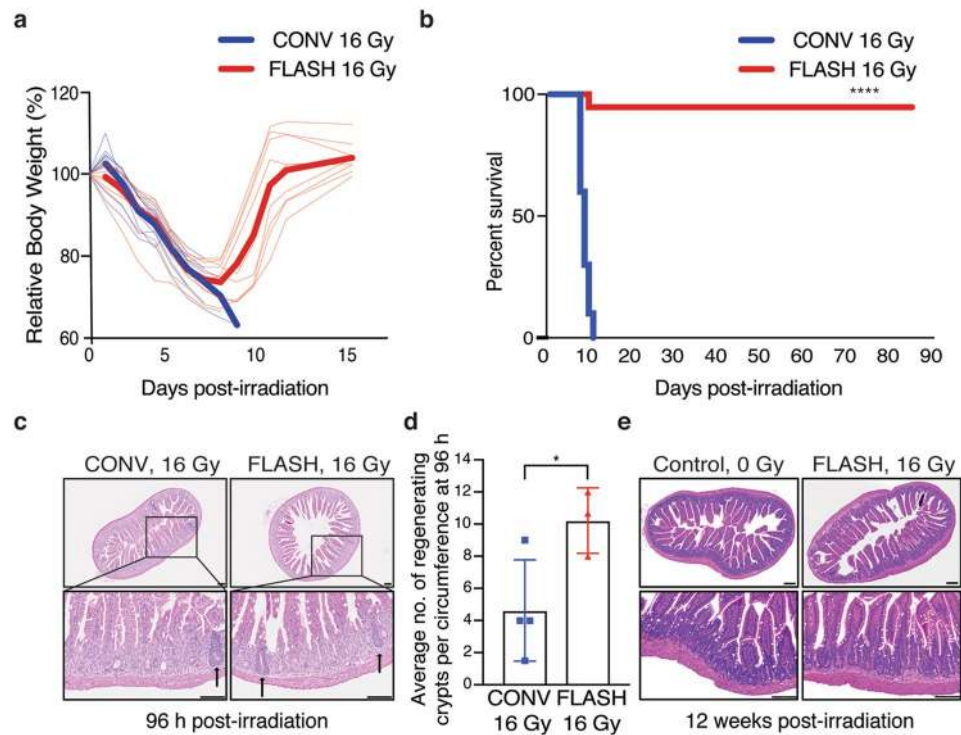 a
CONV 16 Gy
FLASH 16 Gy
120
100
80
60
Relative Body Weight (%)
0 5 10 15
Days post-irradiation
b
CONV 16 Gy
FLASH 16 Gy
****
100
50
0
Percent survival
0 10 20 30 40 50 60 70 80 90
Days post-irradiation
c
CONV, 16 Gy FLASH, 16 Gy
96 h post-irradiation
d
*
14
12
10
8
6
4
2
0
Average no. of regenerating
crypts per circumference at 96 h
CONV FLASH
16 Gy 16 Gy
e
Control, 0 Gy FLASH, 16 Gy
12 weeks post-irradiation